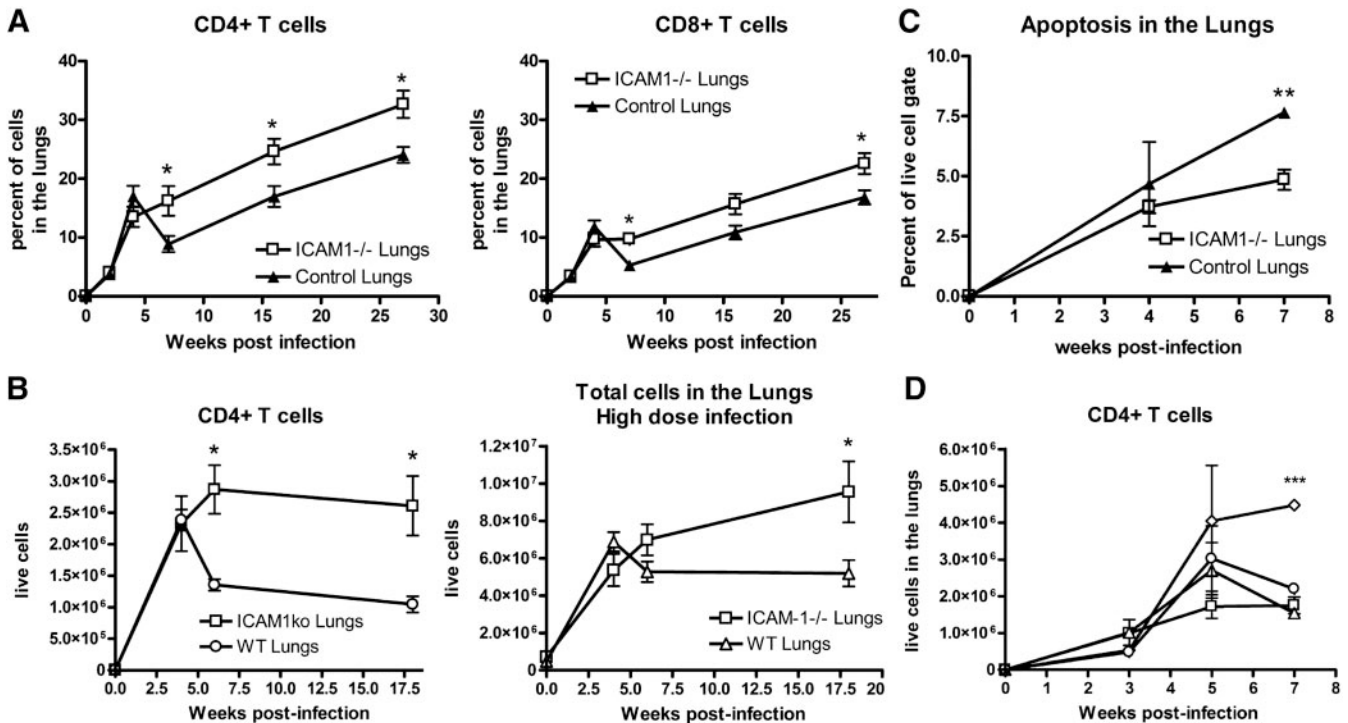 A
CD4+ T cells
percent of cells
in the lungs
40
30
20
10
0
0 5 10 15 20 25 30
Weeks post infection
* * *
ICAM1-/- Lungs
Control Lungs
CD8+ T cells
percent of cells
in the lungs
40
30
20
10
0
0 5 10 15 20 25
Weeks post infection
* *
ICAM1-/- Lungs
Control Lungs
C
Apoptosis in the Lungs
Percent of live cell gate
10.0
7.5
5.0
2.5
0.0
0 1 2 3 4 5 6 7 8
weeks post-infection
**
ICAM1-/- Lungs
Control Lungs
B
CD4+ T cells
live cells
3.5×10⁶
3.0×10⁶
2.5×10⁶
2.0×10⁶
1.5×10⁶
1.0×10⁶
5.0×10⁵
0
0.0 2.5 5.0 7.5 10.0 12.5 15.0 17.5
Weeks post-infection
* *
ICAM1ko Lungs
WT Lungs
Total cells in the Lungs
High dose infection
live cells
1.2×10⁷
1.0×10⁷
8.0×10⁶
6.0×10⁶
4.0×10⁶
2.0×10⁶
0
0.0 2.5 5.0 7.5 10.0 12.5 15.0 17.5 20
Weeks post-infection
*
ICAM-1-/- Lungs
WT Lungs
D
CD4+ T cells
live cells in the lungs
6.0×10⁶
5.0×10⁶
4.0×10⁶
3.0×10⁶
2.0×10⁶
1.0×10⁶
0
0 1 2 3 4 5 6 7 8
Weeks post-infection
***